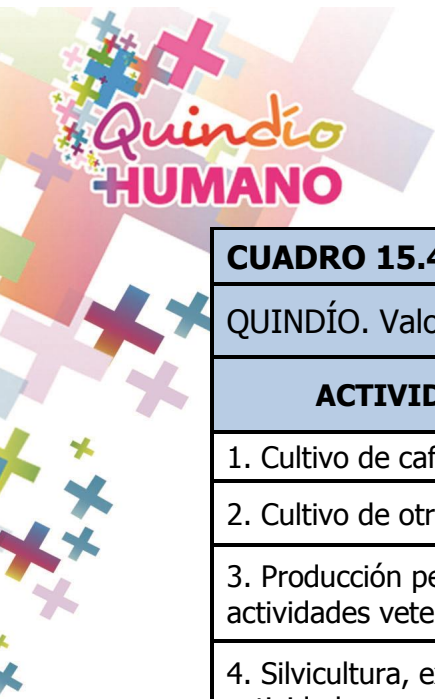 Quindío
HUMANO
CUADRO 15.4
QUINDÍO. Valo
ACTIVID
1. Cultivo de caf
2. Cultivo de otr
3. Producción pe
actividades vete
4. Silvicultura, e